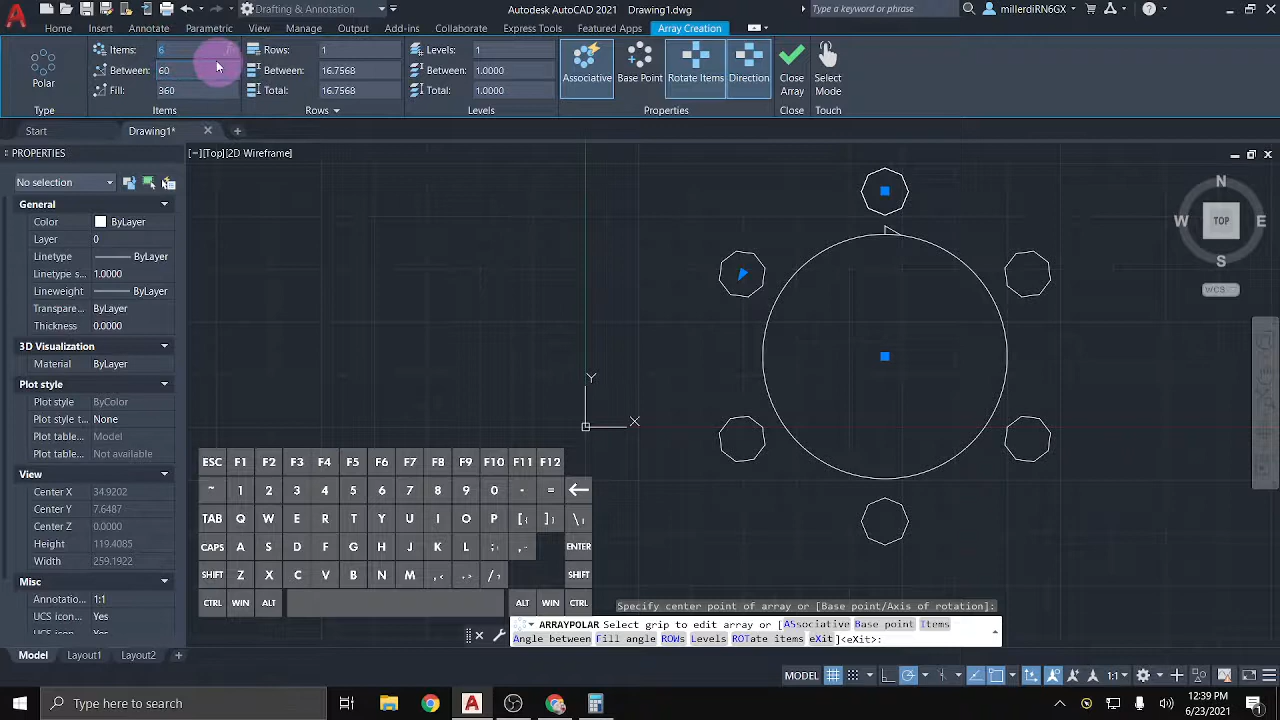 Drafting & Annotation
Autodesk AutoCAD 2021 Drawing1.dwg
Type a keyword or phrase
millerdiRN6GX
Home Insert Annotate Parametric View Manage Output Add-ins Collaborate Express Tools Featured Apps Array Creation
Polar
Type
Items: 6
Between: 60
Fill: 360
Items
Rows: 1
Between: 16.7568
Total: 16.7568
Rows
Levels: 1
Between: 1.0000
Total: 1.0000
Levels
Associative Base Point Rotate Items Direction
Properties
Close Array
Close
Select Mode
Touch
Start Drawing1*
PROPERTIES
[−][Top][2D Wireframe]
No selection
General
Color ByLayer
Layer 0
Linetype ByLayer
Linetype s... 1.0000
Lineweight ByLayer
Transpare... ByLayer
Thickness 0.0000
3D Visualization
Material ByLayer
Plot style
Plot style ByColor
Plot style t... None
Plot table... Model
Plot table... Not available
View
Center X 34.9202
Center Y 7.6487
Center Z 0.0000
Height 119.4085
Width 259.1922
Misc
Annotatio... 1:1
UCS icon... Yes
UCS icon... Yes
N
W TOP E
S
WCS
Y
X
ESC F1 F2 F3 F4 F5 F6 F7 F8 F9 F10 F11 F12
~ 1 2 3 4 5 6 7 8 9 0 - =
TAB Q W E R T Y U I O P [{ ]} \|
CAPS A S D F G H J K L ;: ,. ENTER
SHIFT Z X C V B N M ,< .> /? SHIFT
CTRL WIN ALT ALT WIN CTRL
Specify center point of array or [Base point/Axis of rotation]:
ARRAYPOLAR Select grip to edit array or [ASsociative Base point Items
Angle between Fill angle ROWs Levels ROTate items eXit]<eXit>:
Model Layout1 Layout2
MODEL 1:1
Type here to search
12:39 PM
6/23/2021